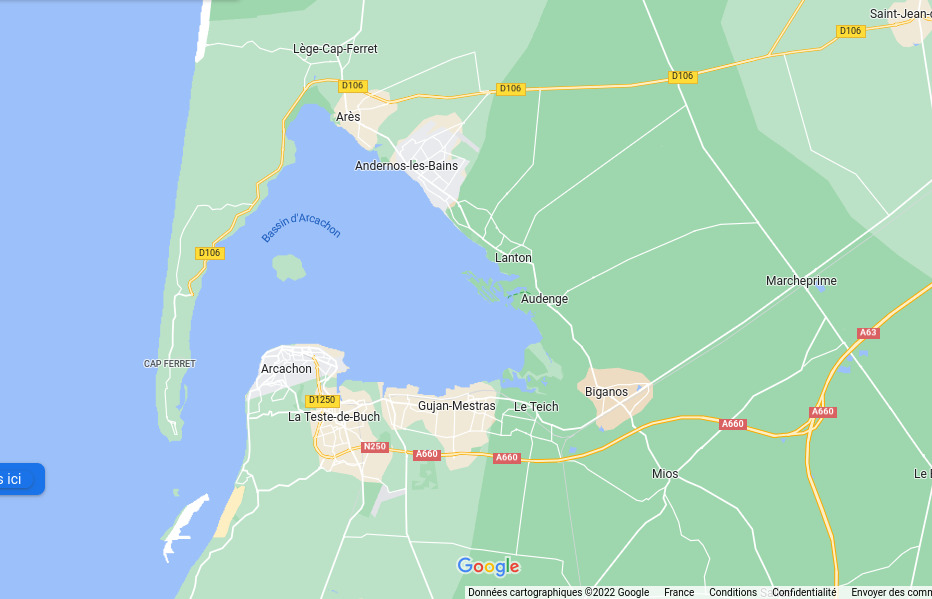 Saint-Jean-d
D106
Lège-Cap-Ferret
D106
D106
D106
Arès
Andernos-les-Bains
Bassin d'Arcachon
D106
Lanton
Marcheprime
Audenge
A63
CAP FERRET
Arcachon
D1250
Biganos
Gujan-Mestras
Le Teich
La Teste-de-Buch
A660
A660
N250
A660
A660
Mios
Le
s ici
Google
Données cartographiques ©2022 Google France Conditions Confidentialité Envoyer des comm